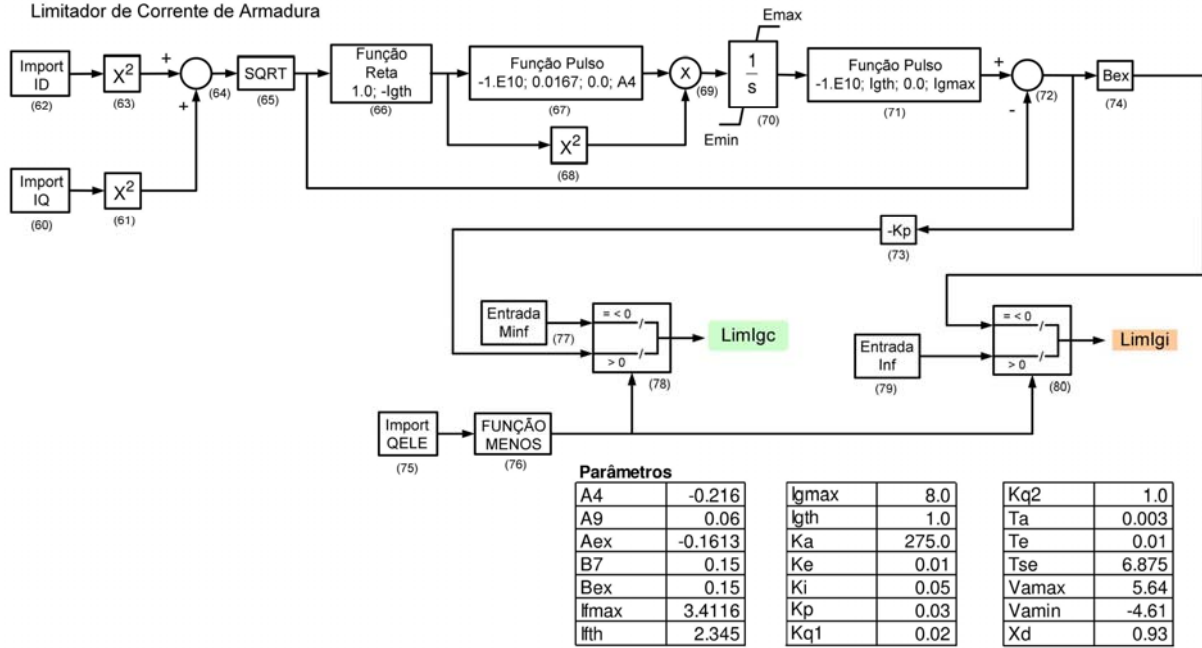 Limitador de Corrente de Armadura
Import
ID
(62)
X²
(63)
+
+
(64)
SQRT
(65)
Função
Reta
1.0; -Igth
(66)
Função Pulso
-1.E10; 0.0167; 0.0; A4
(67)
X²
(68)
X
(69)
Emax
1
s
Emin
(70)
Função Pulso
-1.E10; Igth; 0.0; Igmax
(71)
+
-
(72)
Bex
(74)
Import
IQ
(60)
X²
(61)
-Kp
(73)
Entrada
Minf
(77)
= < 0
> 0
(78)
LimIgc
Entrada
Inf
(79)
= < 0
> 0
(80)
LimIgi
Import
QELE
(75)
FUNÇÃO
MENOS
(76)
Parâmetros
A4 -0.216
A9 0.06
Aex -0.1613
B7 0.15
Bex 0.15
Ifmax 3.4116
Ifth 2.345
Igmax 8.0
Igth 1.0
Ka 275.0
Ke 0.01
Ki 0.05
Kp 0.03
Kq1 0.02
Kq2 1.0
Ta 0.003
Te 0.01
Tse 6.875
Vamax 5.64
Vamin -4.61
Xd 0.93